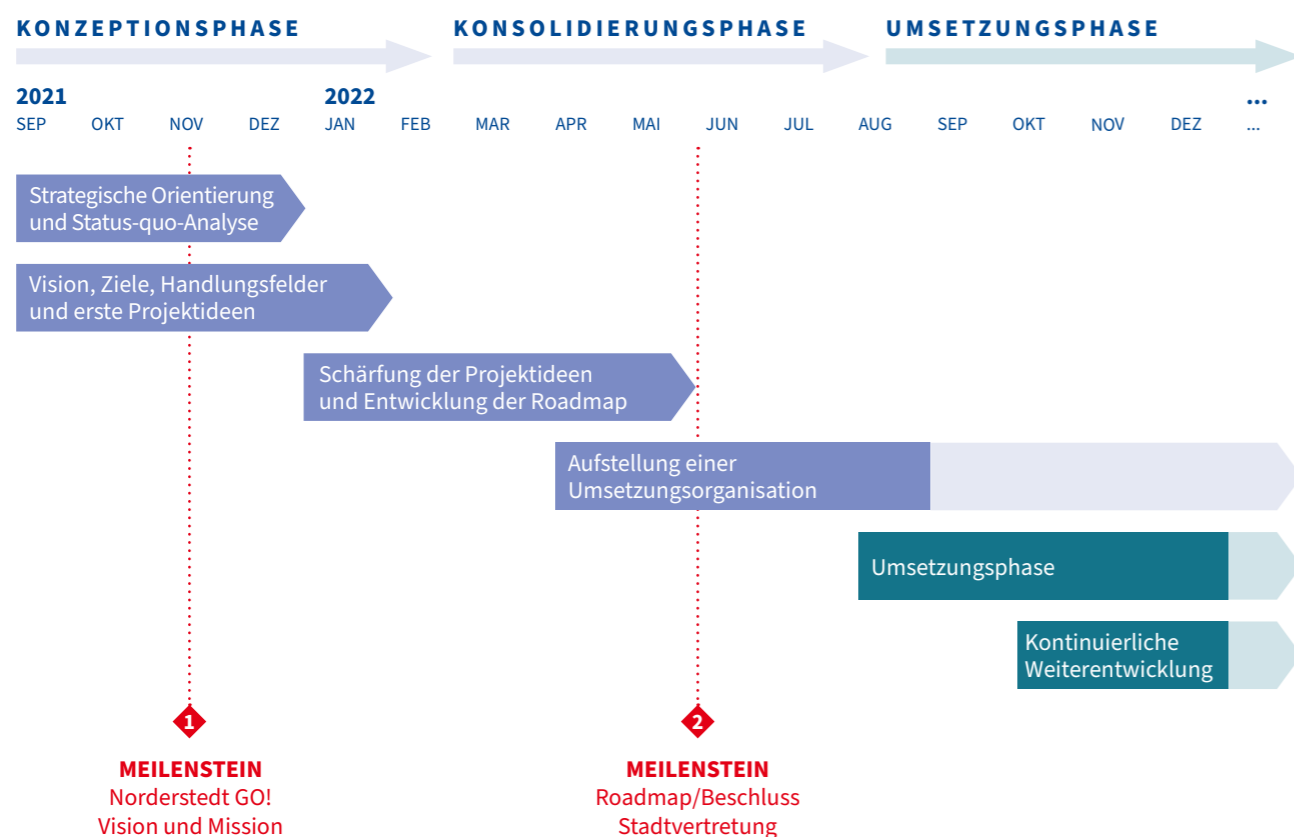 KONZEPTIONSPHASE KONSOLIDIERUNGSPHASE UMSETZUNGSPHASE
2021 2022 ...
SEP OKT NOV DEZ JAN FEB MAR APR MAI JUN JUL AUG SEP OKT NOV DEZ ...
Strategische Orientierung
und Status-quo-Analyse
Vision, Ziele, Handlungsfelder
und erste Projektideen
Schärfung der Projektideen
und Entwicklung der Roadmap
Aufstellung einer
Umsetzungsorganisation
Umsetzungsphase
Kontinuierliche
Weiterentwicklung
1
MEILENSTEIN
Norderstedt GO!
Vision und Mission
2
MEILENSTEIN
Roadmap/Beschluss
Stadtvertretung